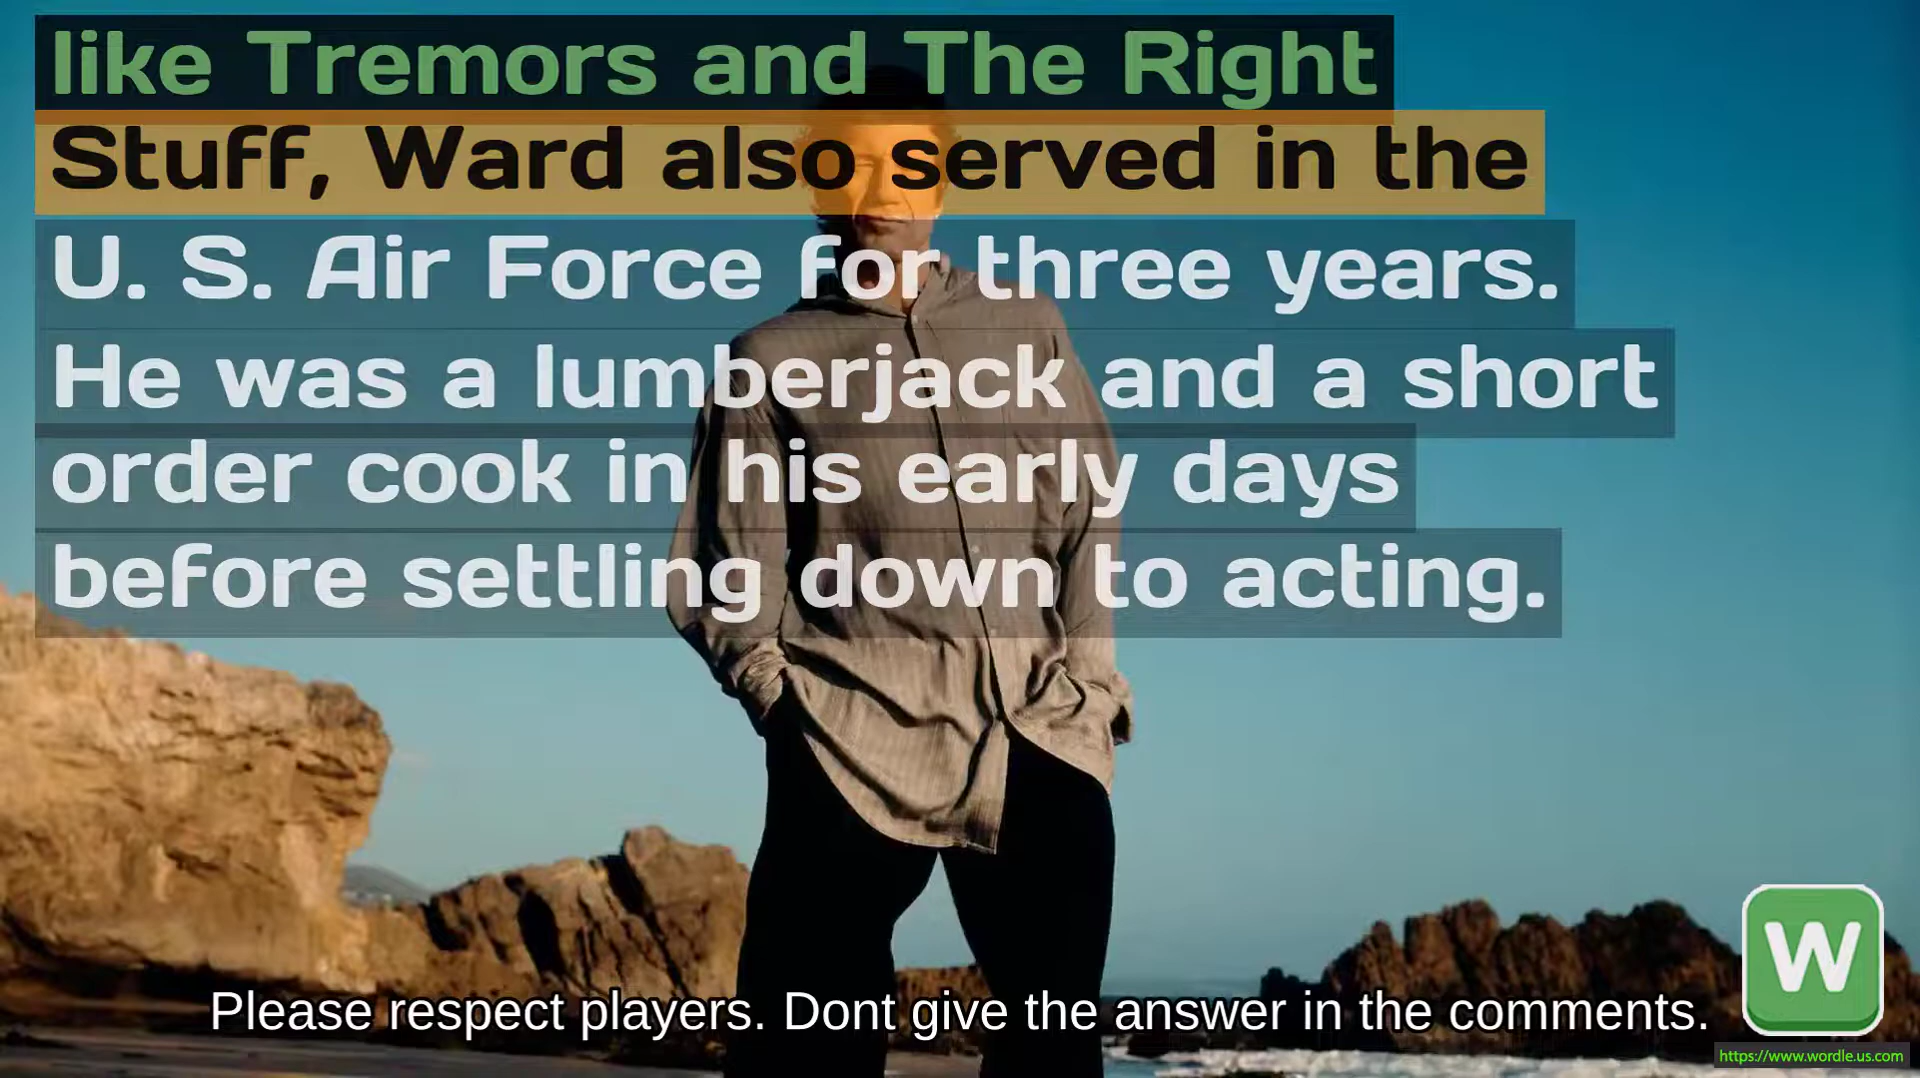 like Tremors and The Right
Stuff, Ward also served in the
U. S. Air Force for three years.
He was a lumberjack and a short
order cook in his early days
before settling down to acting.
Please respect players. Dont give the answer in the comments.
W
https://www.wordle.us.com